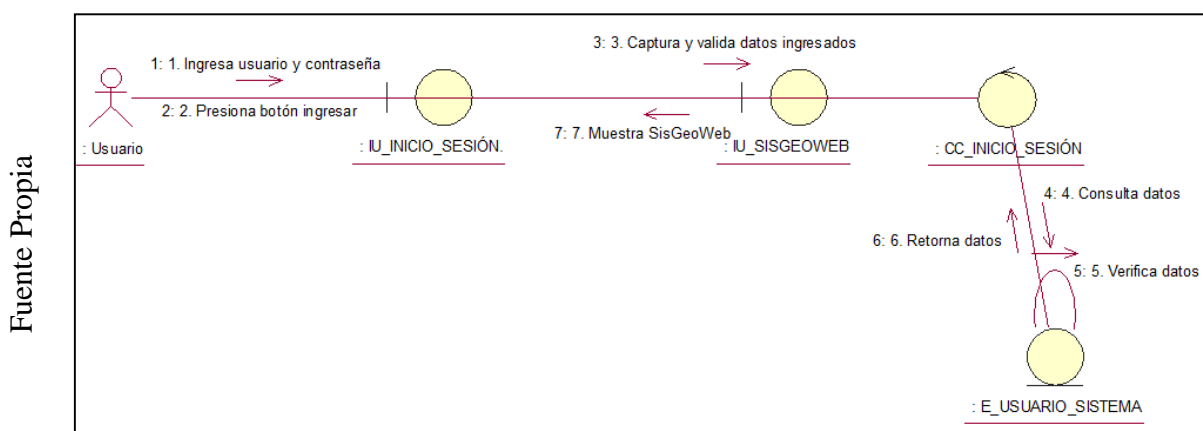 Fuente Propia
1: 1. Ingresa usuario y contraseña
2: 2. Presiona botón ingresar
3: 3. Captura y valida datos ingresados
7: 7. Muestra SisGeoWeb
: Usuario
: IU_INICIO_SESIÓN.
: IU_SISGEOWEB
: CC_INICIO_SESIÓN
4: 4. Consulta datos
6: 6. Retorna datos
5: 5. Verifica datos
: E_USUARIO_SISTEMA